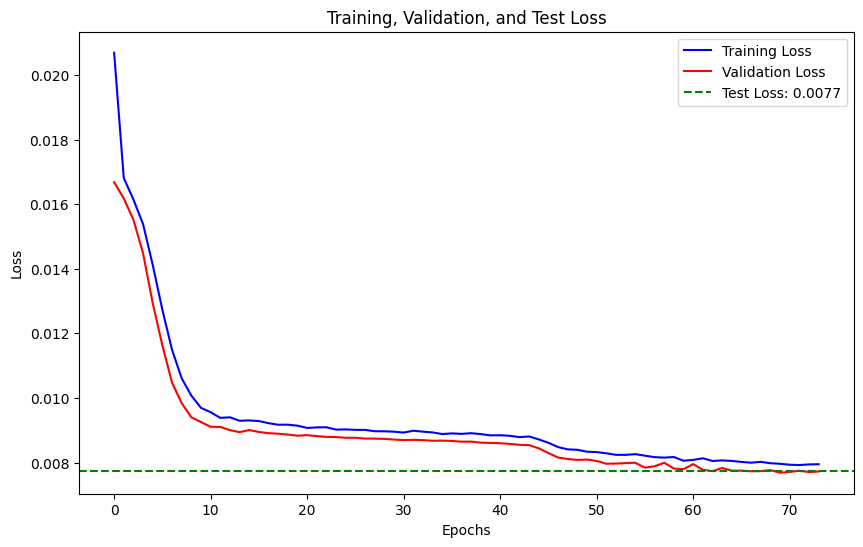 Training, Validation, and Test Loss
Training Loss
Validation Loss
Test Loss: 0.0077
Loss
0.020
0.018
0.016
0.014
0.012
0.010
0.008
0 10 20 30 40 50 60 70
Epochs